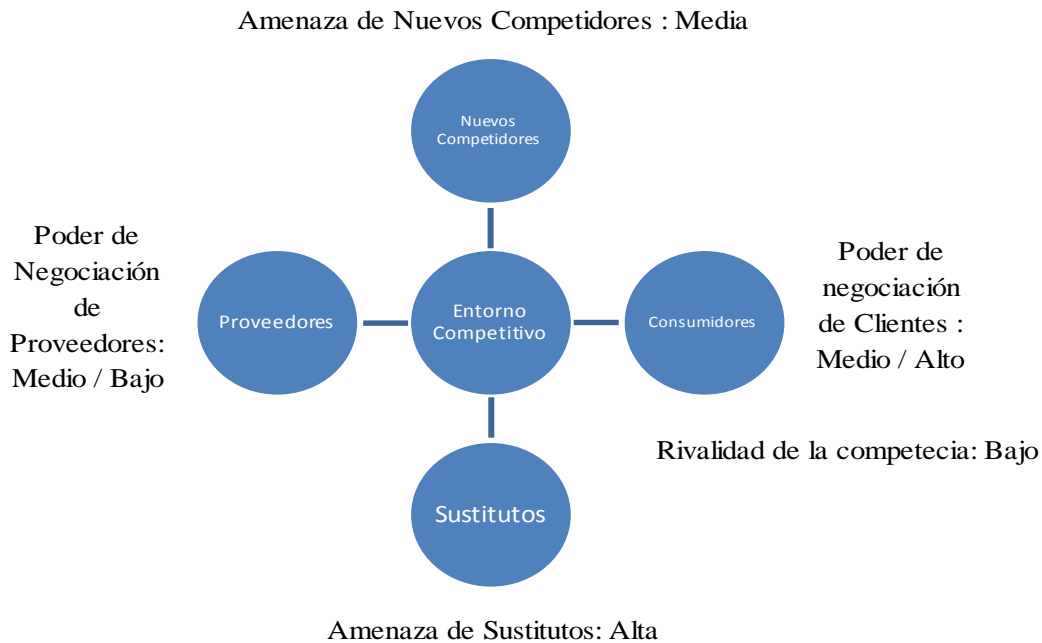 Amenaza de Nuevos Competidores : Media
Nuevos
Competidores
Poder de
Negociación
de
Proveedores:
Medio / Bajo
Proveedores
Entorno
Competitivo
Consumidores
Poder de
negociación
de Clientes :
Medio / Alto
Rivalidad de la competecia: Bajo
Sustitutos
Amenaza de Sustitutos: Alta